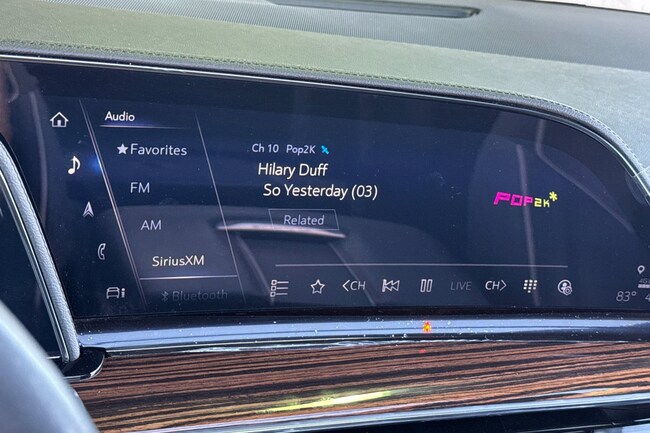 Audio
Favorites
FM
AM
SiriusXM
Bluetooth
Ch 10 Pop2K
Hilary Duff
So Yesterday (03)
Related
POP2K*
<CH
LIVE
CH>
83°